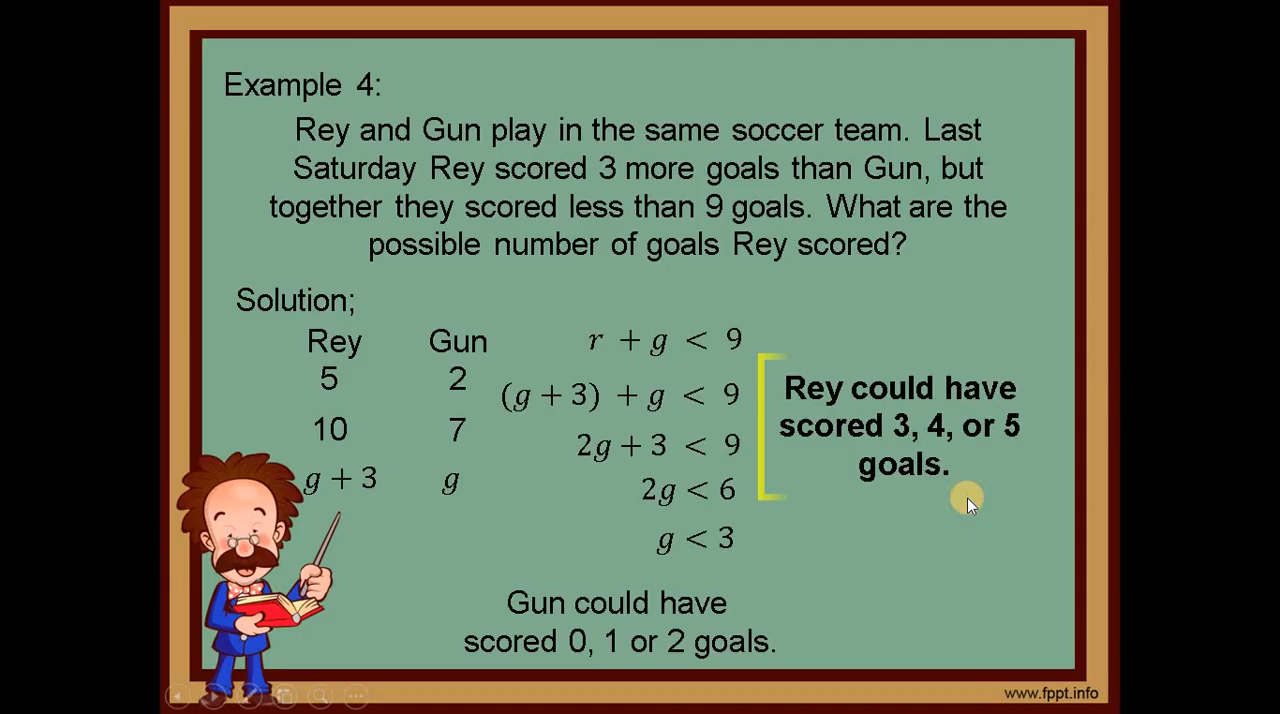 Example 4:
Rey and Gun play in the same soccer team. Last
Saturday Rey scored 3 more goals than Gun, but
together they scored less than 9 goals. What are the
possible number of goals Rey scored?
Solution;
Rey Gun
5 2
10 7
g + 3 g
r + g < 9
(g + 3) + g < 9
2g + 3 < 9
2g < 6
g < 3
Rey could have
scored 3, 4, or 5
goals.
Gun could have
scored 0, 1 or 2 goals.
www.fppt.info